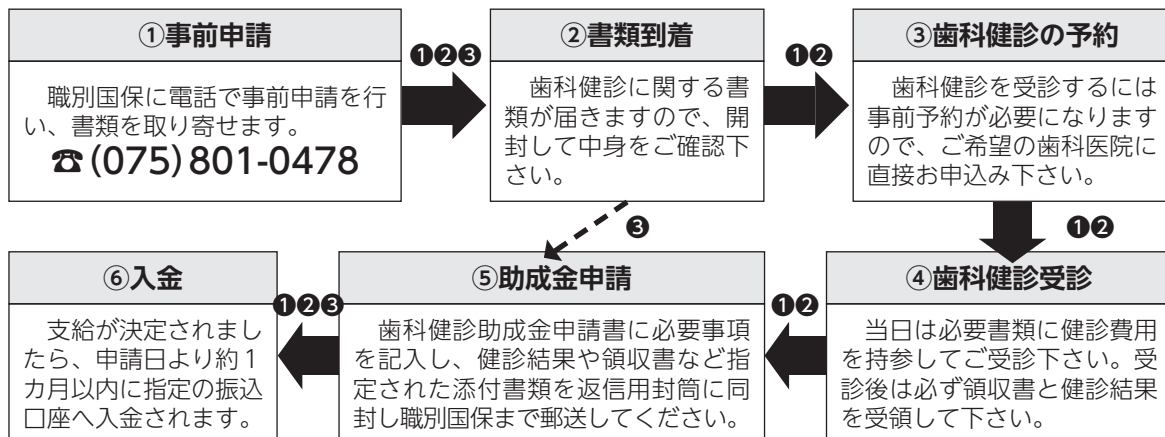 ①事前申請
職別国保に電話で事前申請を行
い、書類を取り寄せます。
☎(075)801-0478
❶❷❸
②書類到着
歯科健診に関する書
類が届きますので、開
封して中身をご確認下
さい。
❶❷
③歯科健診の予約
歯科健診を受診するには
事前予約が必要になります
ので、ご希望の歯科医院に
直接お申込み下さい。
❶❷
❸
④歯科健診受診
当日は必要書類に健診費用
を持参してご受診下さい。受
診後は必ず領収書と健診結果
を受領して下さい。
❶❷
⑤助成金申請
歯科健診助成金申請書に必要事項
を記入し、健診結果や領収書など指
定された添付書類を返信用封筒に同
封し職別国保まで郵送してください。
❶❷❸
⑥入金
支給が決定されまし
たら、申請日より約1
カ月以内に指定の振込
口座へ入金されます。